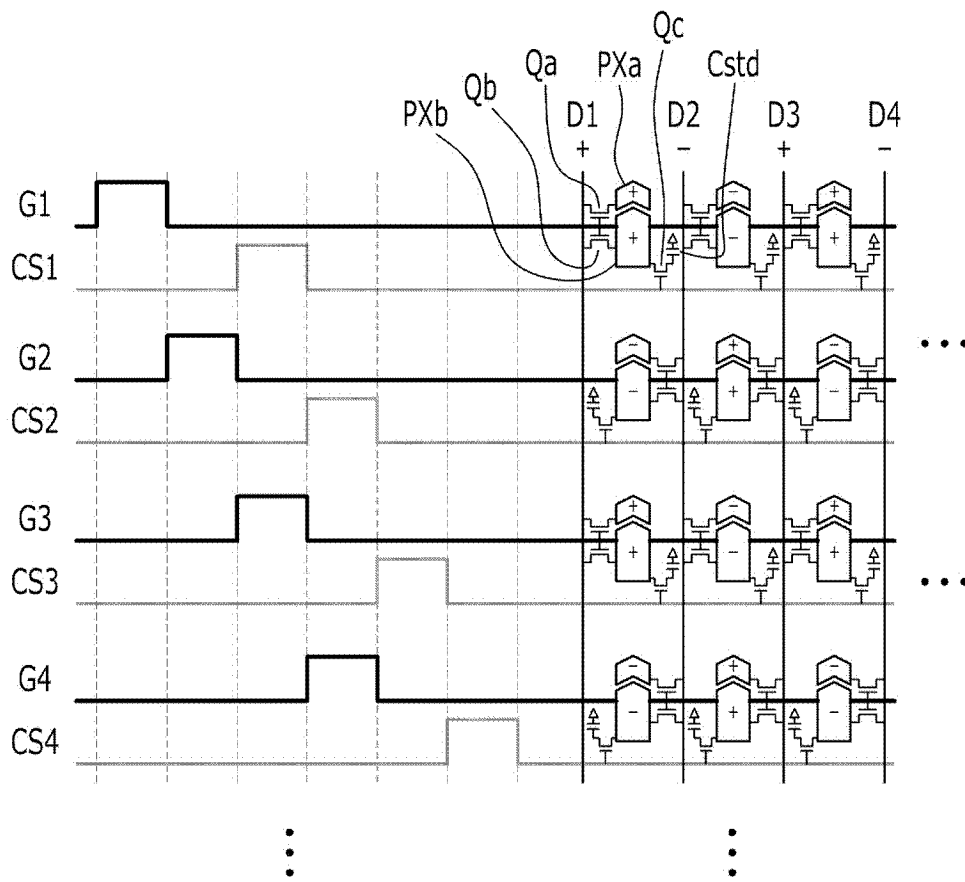 Qc
Qa PXa Cstd
Qb
PXb D1 D2 D3 D4
+ - + -
G1 + - +
+ - +
CS1
G2 - + -
- + -
CS2
G3 + - +
+ - +
CS3
G4 - + -
- + -
CS4